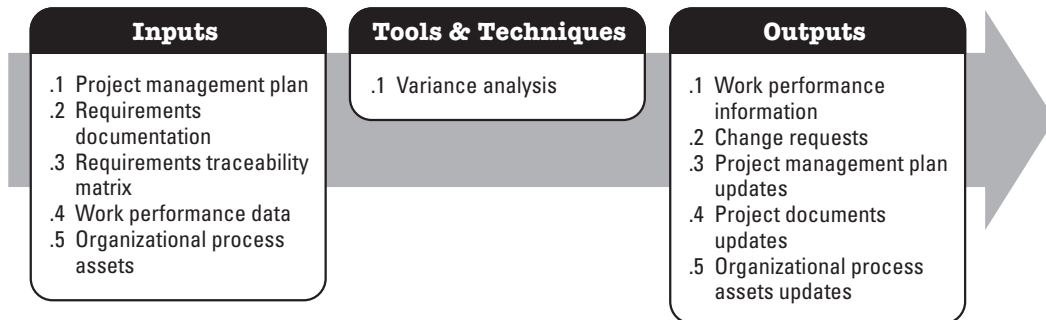 Inputs
.1 Project management plan
.2 Requirements
documentation
.3 Requirements traceability
matrix
.4 Work performance data
.5 Organizational process
assets
Tools & Techniques
.1 Variance analysis
Outputs
.1 Work performance
information
.2 Change requests
.3 Project management plan
updates
.4 Project documents
updates
.5 Organizational process
assets updates